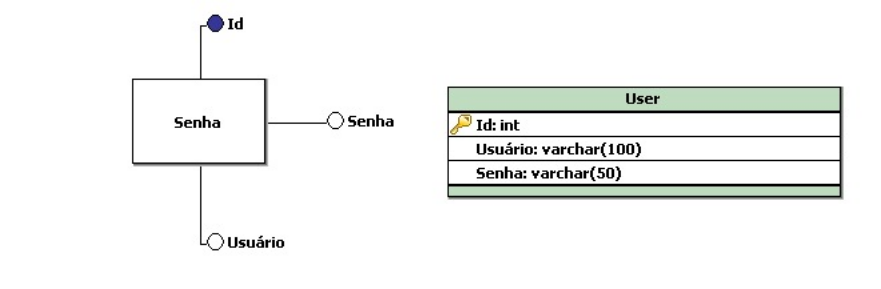 Id
Senha
Senha
Usuário
User
Id: int
Usuário: varchar(100)
Senha: varchar(50)